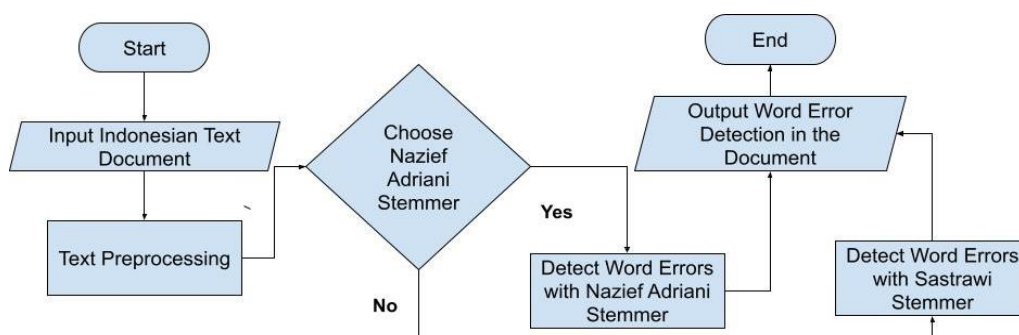 Start
Input Indonesian Text
Document
Text Preprocessing
Choose
Nazief
Adriani
Stemmer
Yes
No
Detect Word Errors
with Nazief Adriani
Stemmer
Detect Word Errors
with Sastrawi
Stemmer
Output Word Error
Detection in the
Document
End